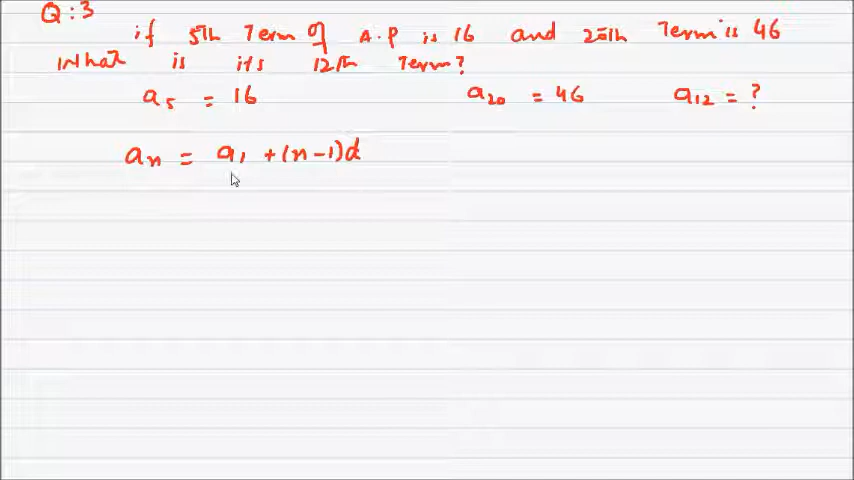 Q:3
if 5Th Term of A.P is 16 and 20th Term is 46
What is its 12Th Term?
a5 = 16 a20 = 46 a12 = ?
an = a1 + (n-1)d